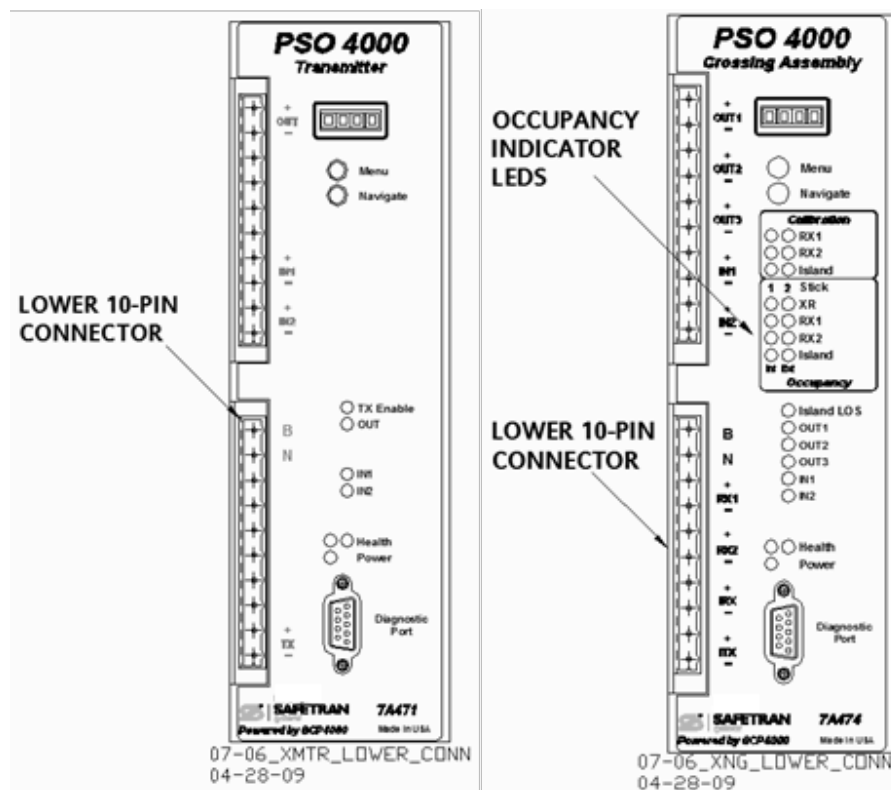 PSO 4000
Transmitter
+
OUT
-
Menu
Navigate
+
IN1
-
+
IN2
-
LOWER 10-PIN
CONNECTOR
TX Enable
OUT
B
N
IN1
IN2
Health
Power
Diagnostic
Port
+
TX
-
SAFETRAN
7A471
Made in USA
07-06_XMTR_LOWER_CONN
04-28-09
PSO 4000
Crossing Assembly
OCCUPANCY
INDICATOR
LEDS
+
OUT1
-
+
OUT2
-
+
OUT3
-
+
IN1
-
+
IN2
-
Menu
Navigate
Calibration
RX1
RX2
Island
1 2 Stick
XR
RX1
RX2
Island
Occupancy
LOWER 10-PIN
CONNECTOR
Island LOS
OUT1
OUT2
OUT3
IN1
IN2
B
N
+
RX1
-
+
RX2
-
+
IRX
-
+
ITX
-
Health
Power
Diagnostic
Port
SAFETRAN
7A474
Made in USA
07-06_XNG_LOWER_CONN
04-28-09